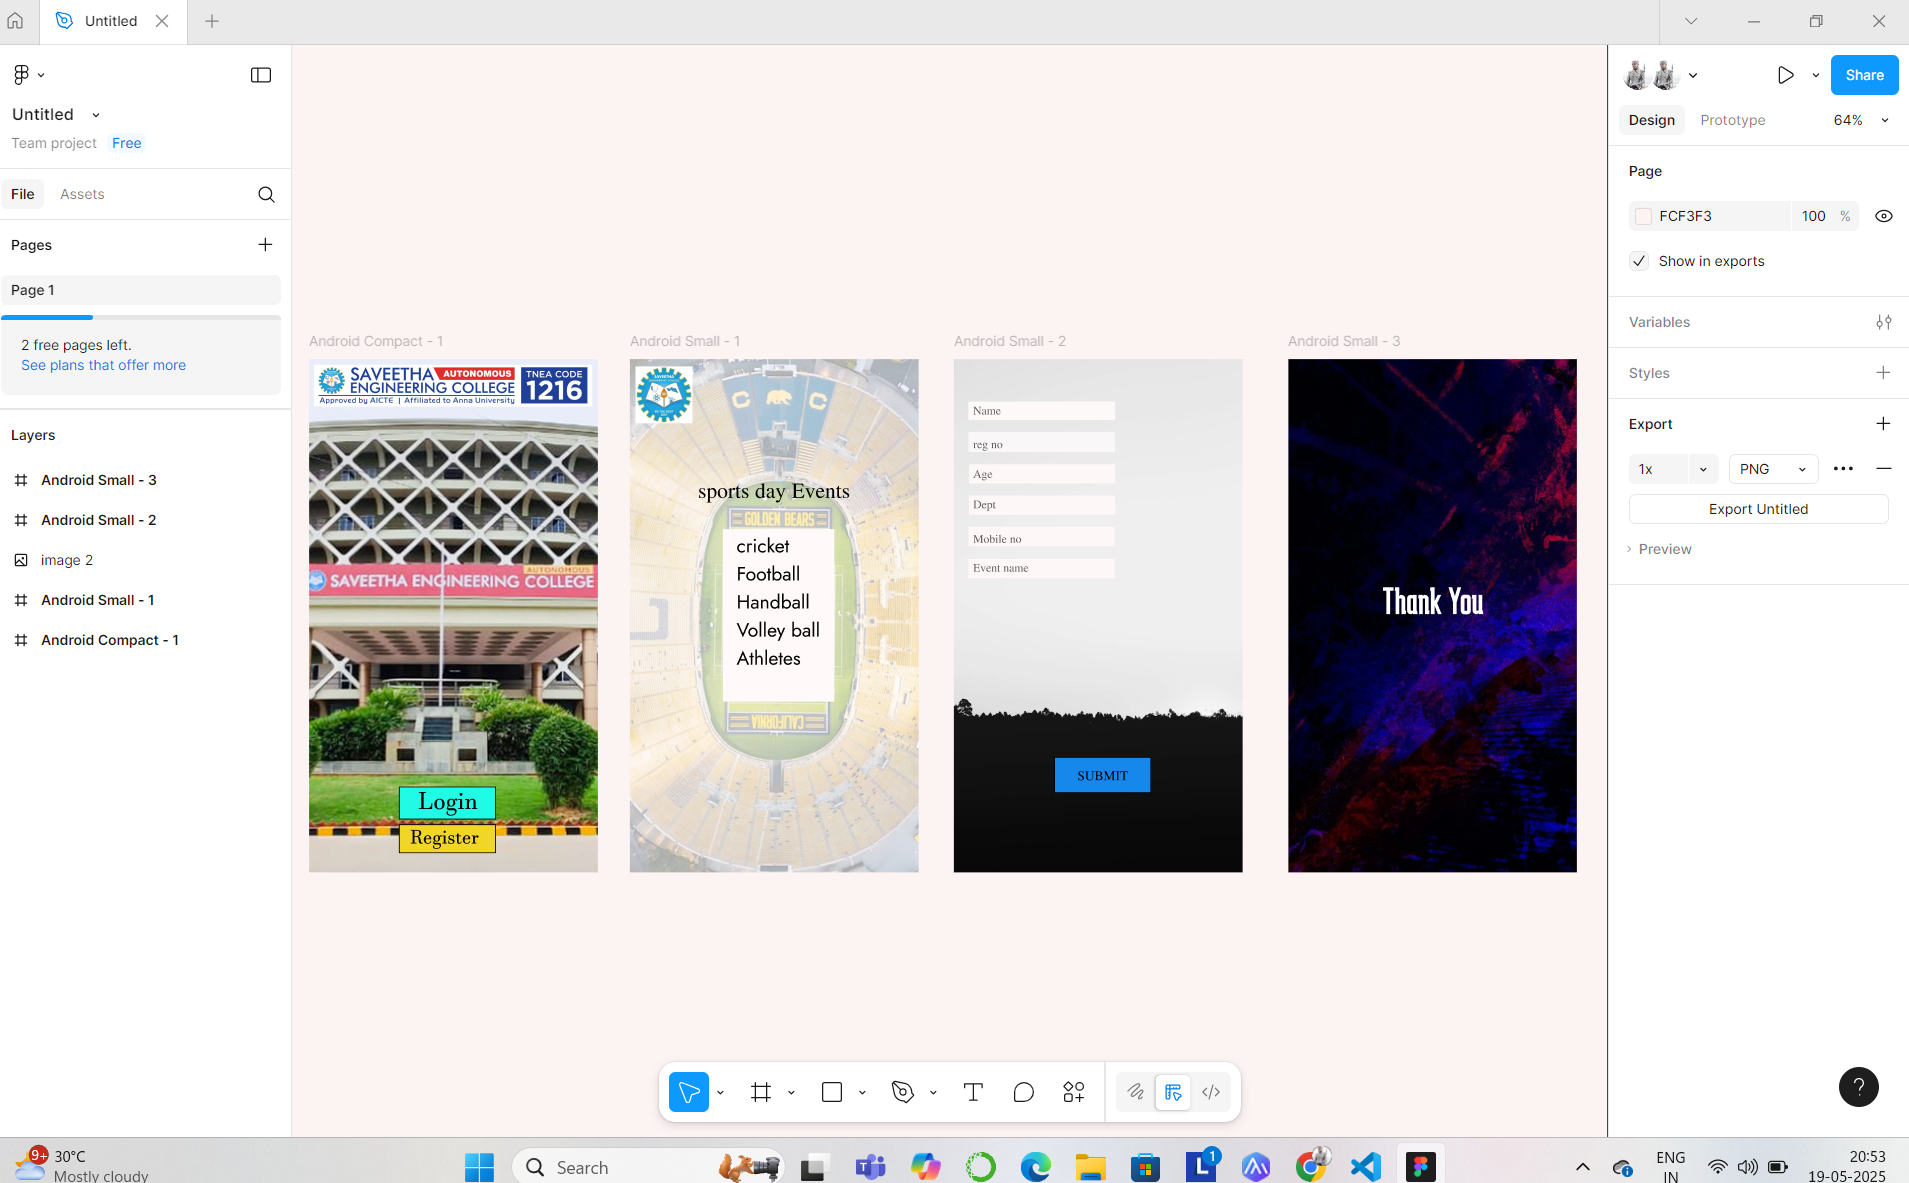 Untitled
Untitled
Team project Free
File Assets
Pages
Page 1
2 free pages left.
See plans that offer more
Layers
Android Small - 3
Android Small - 2
image 2
Android Small - 1
Android Compact - 1
Android Compact - 1
SAVEETHA AUTONOMOUS
ENGINEERING COLLEGE
Approved by AICTE | Affiliated to Anna University
TNEA CODE
1216
AUTONOMOUS
SAVEETHA ENGINEERING COLLEGE
Login
Register
Android Small - 1
SAVEETHA
sports day Events
GOLDEN BEARS
cricket
Football
Handball
Volley ball
Athletes
CALIFORNIA
Android Small - 2
Name
reg no
Age
Dept
Mobile no
Event name
SUBMIT
Android Small - 3
Thank You
Share
Design Prototype 64%
Page
FCF3F3 100 %
Show in exports
Variables
Styles
Export
1x PNG
Export Untitled
Preview
?
9+ 30°C
Mostly cloudy
Search
1
ENG
IN
20:53
19-05-2025